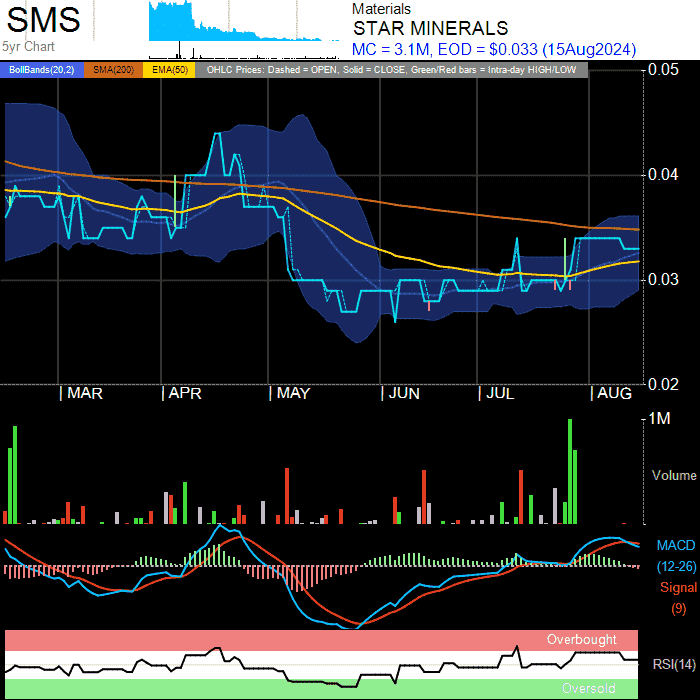 SMS
5yr Chart
Materials
STAR MINERALS
MC = 3.1M, EOD = $0.033 (15Aug2024)
BollBands(20,2) SMA(200) EMA(50) OHLC Prices: Dashed = OPEN, Solid = CLOSE, Green/Red bars = Intra-day HIGH/LOW
0.05
0.04
0.03
0.02
| MAR | APR | MAY | JUN | JUL | AUG
1M
Volume
MACD
(12-26)
Signal
(9)
Overbought
RSI(14)
Oversold